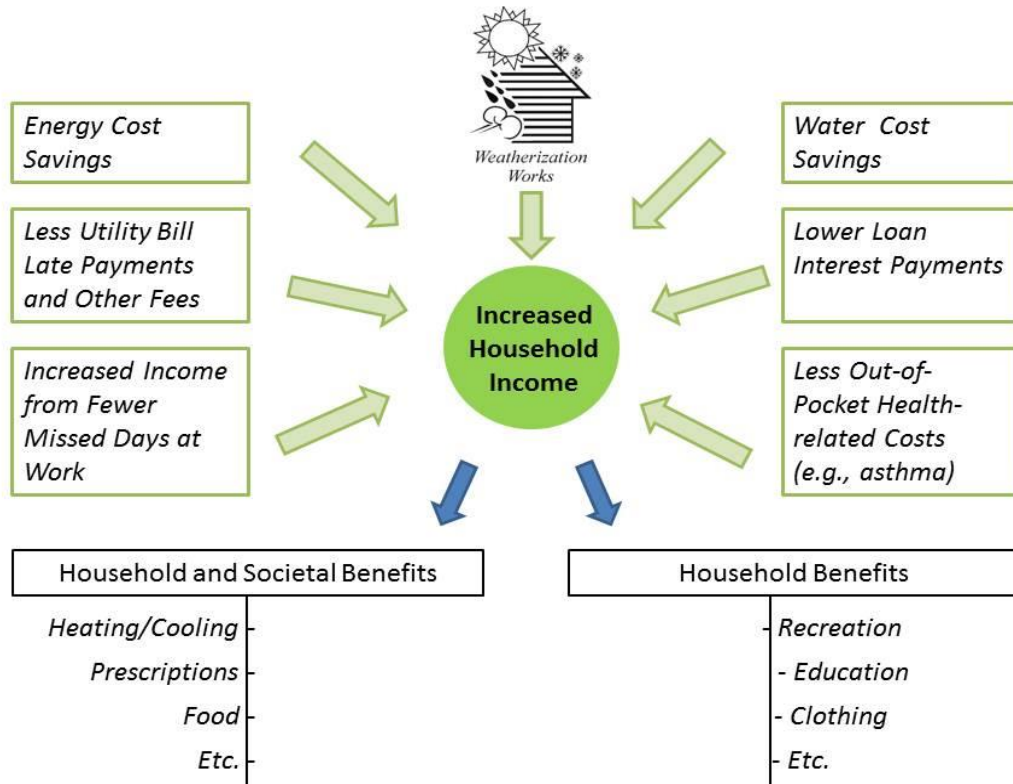 Weatherization
Works
Energy Cost
Savings
Less Utility Bill
Late Payments
and Other Fees
Increased Income
from Fewer
Missed Days at
Work
Water Cost
Savings
Lower Loan
Interest Payments
Less Out-of-
Pocket Health-
related Costs
(e.g., asthma)
Increased
Household
Income
Household and Societal Benefits
Heating/Cooling -
Prescriptions -
Food -
Etc. -
Household Benefits
- Recreation
- Education
- Clothing
- Etc.